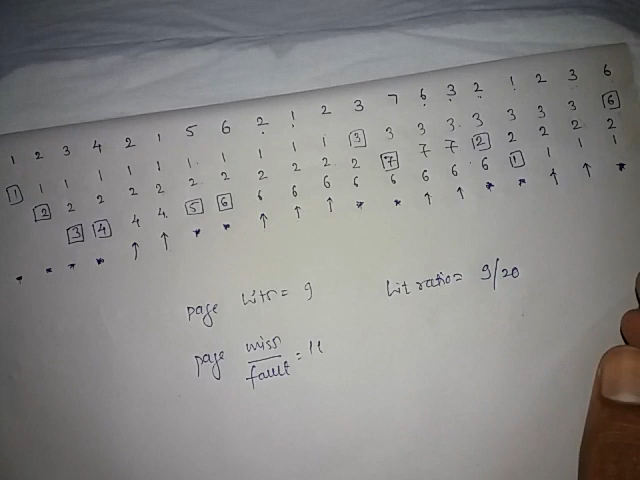 1 2 3 4 2 1 5 6 2 1 2 3 7 6 3 2 1 2 3 6
1 1 1 1 1 1 1 1 1 1 1 3 3 3 3 3 3 3 3 6
2 2 2 2 2 2 2 2 2 2 2 7 7 7 2 2 2 2 2
3 4 4 4 5 6 6 6 6 6 6 6 6 6 1 1 1 1
* * * * ↑ ↑ * * ↑ ↑ ↑ * * ↑ ↑ * * ↑ ↑ *
page hits = 9 hit ratio = 9/20
page miss/fault = 11